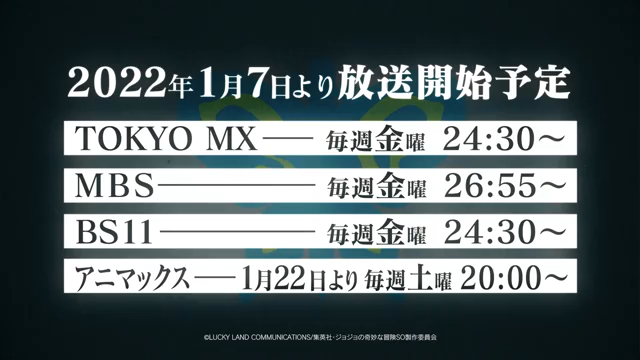 2022年1月7日より放送開始予定
TOKYO MX―― 毎週金曜 24:30～
MBS―――――― 毎週金曜 26:55～
BS11―――――― 毎週金曜 24:30～
アニマックス――1月22日より 毎週土曜 20:00～
©LUCKY LAND COMMUNICATIONS/集英社・ジョジョの奇妙な冒険SO製作委員会